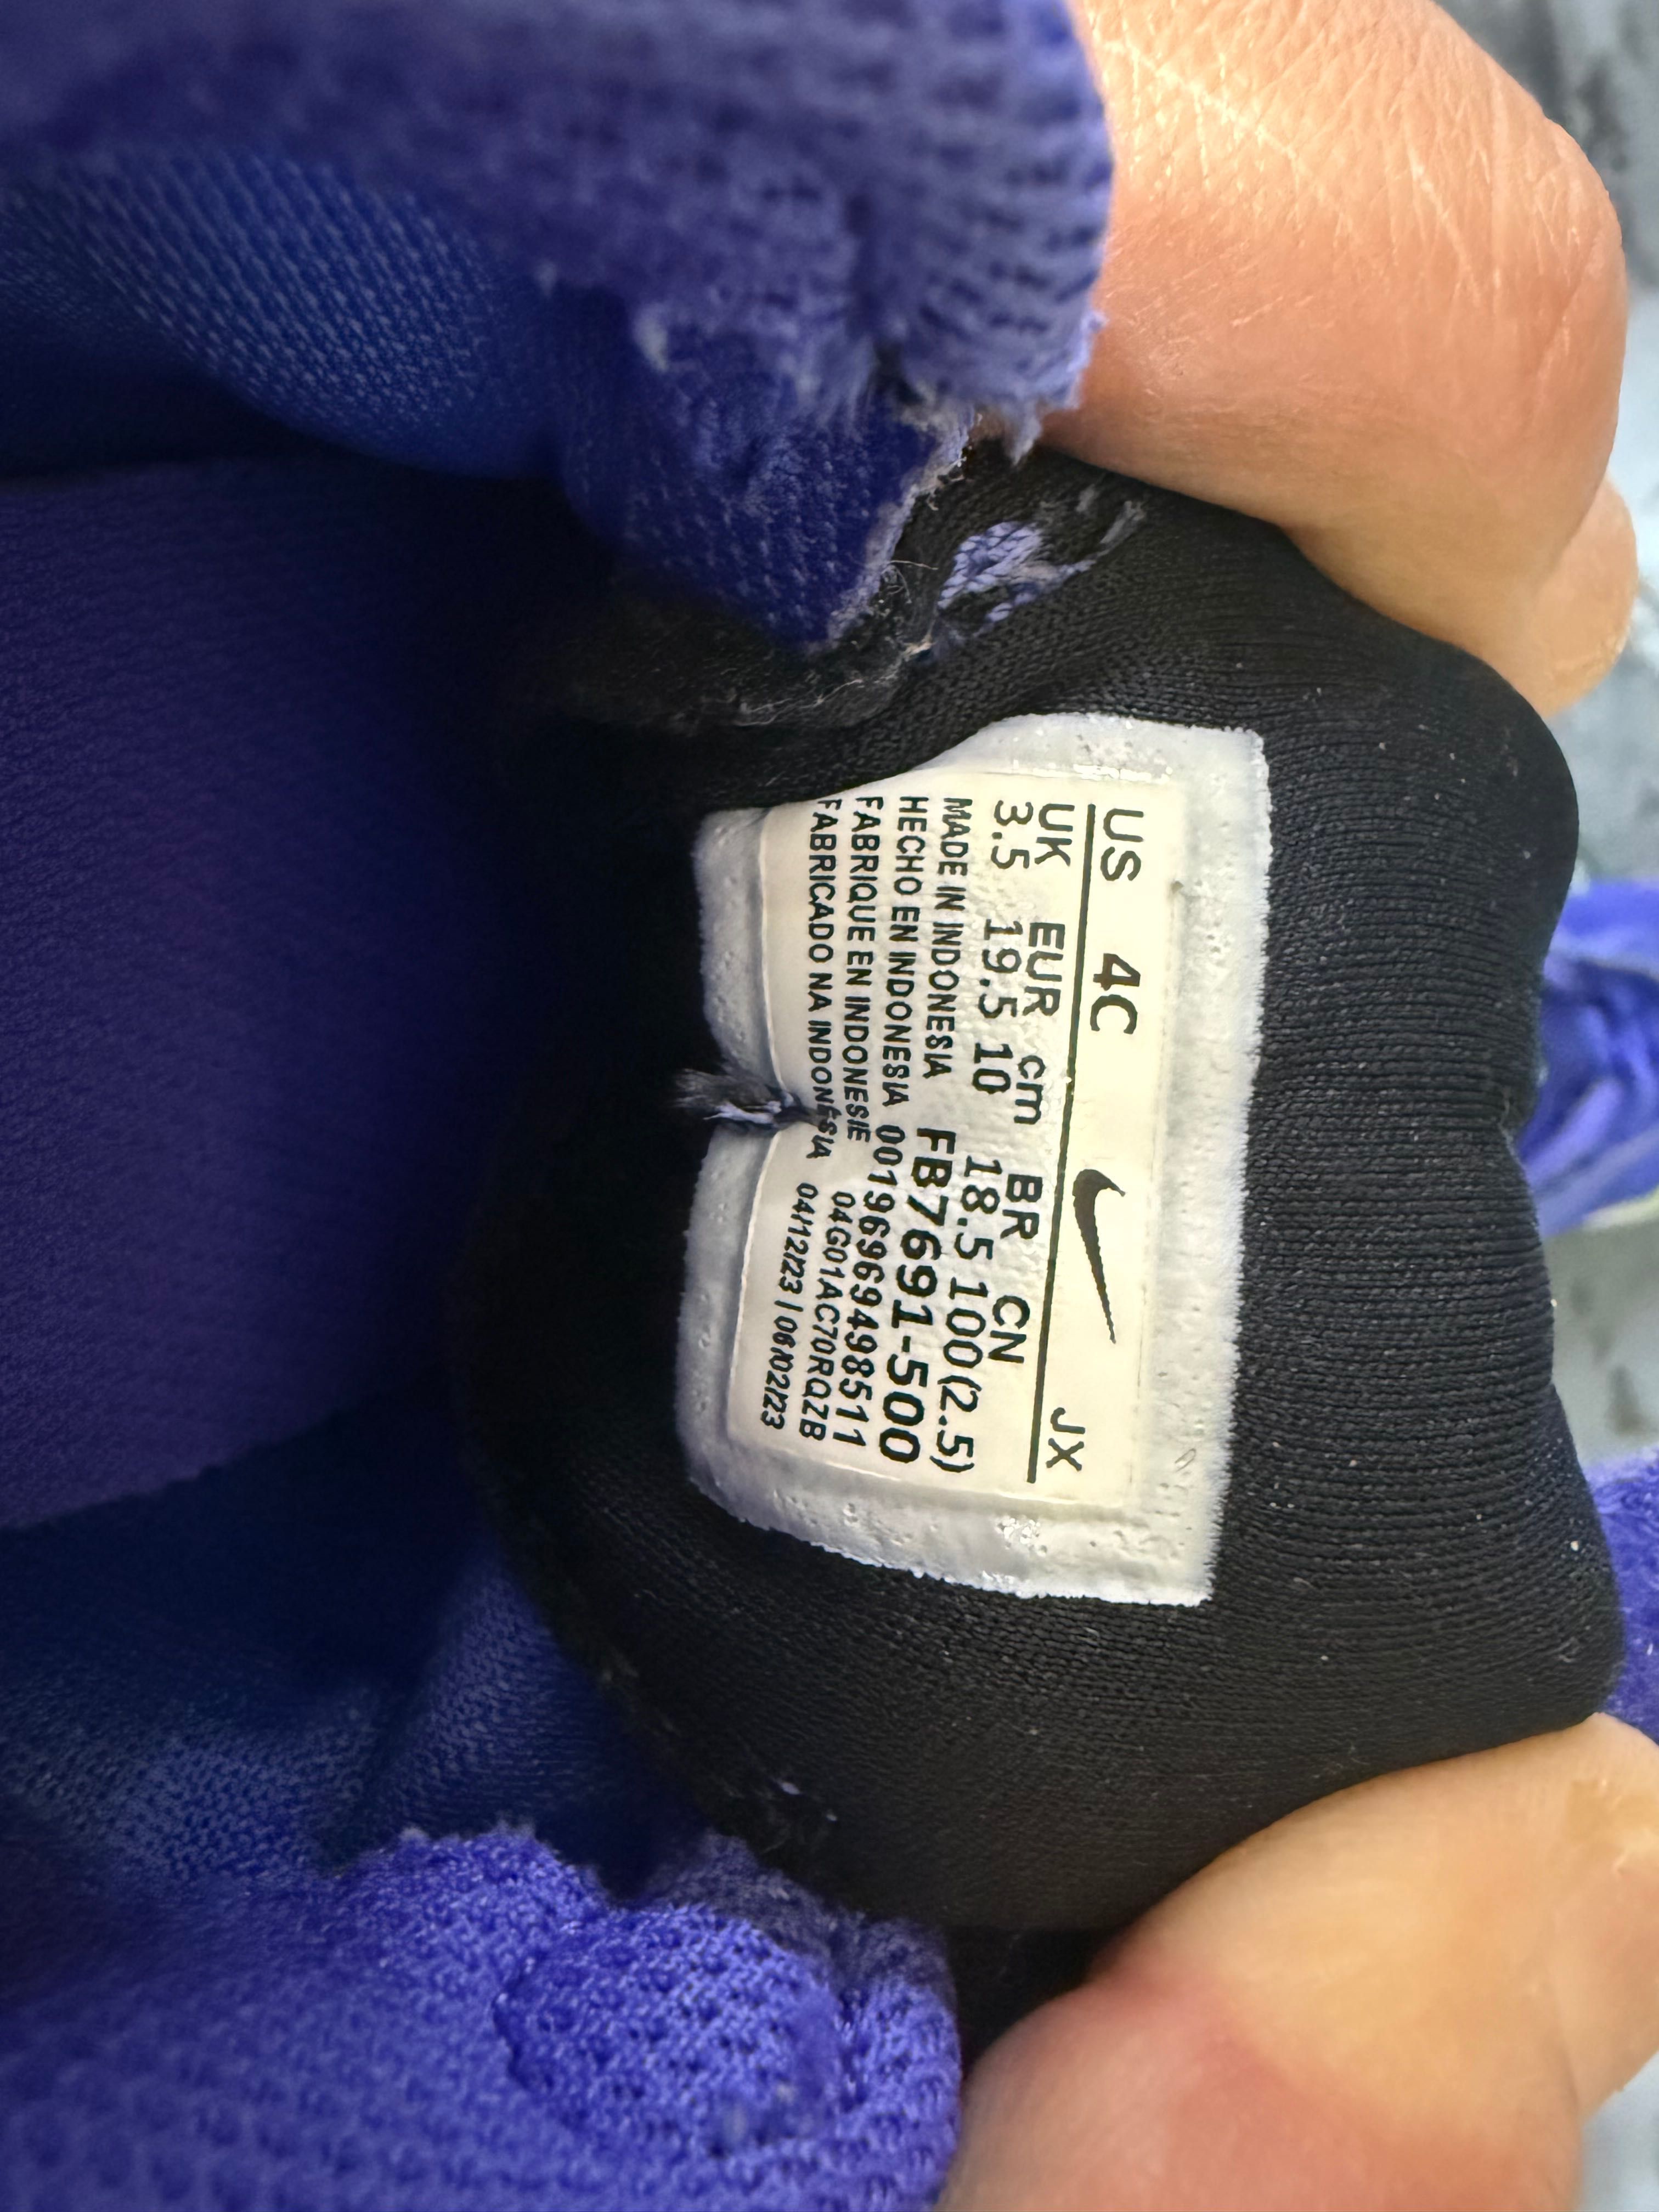 US 4C JX
UK EUR cm BR CN
3.5 19.5 10 18.5 100(2.5)
MADE IN INDONESIA FB7691-500
HECHO EN INDONESIA 00196969498511
FABRIQUE EN INDONESIE 04G01AC70RQZB
FABRICADO NA INDONÉSIA 04/12/23 | 06/02/23